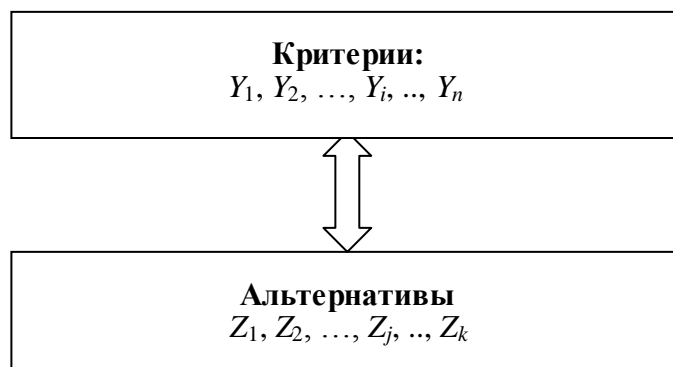 Критерии:
Y1, Y2, …, Yi, .., Yn
Альтернативы
Z1, Z2, …, Zj, .., Zk